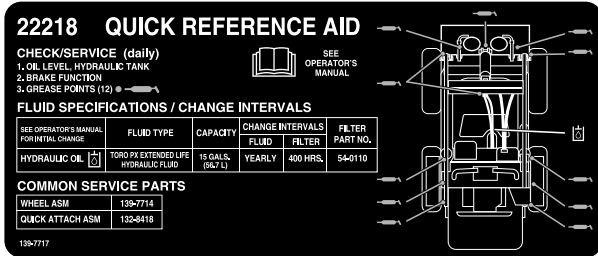 22218 QUICK REFERENCE AID
CHECK/SERVICE (daily)
1. OIL LEVEL, HYDRAULIC TANK
2. BRAKE FUNCTION
3. GREASE POINTS (12)
SEE
OPERATOR'S
MANUAL
FLUID SPECIFICATIONS / CHANGE INTERVALS
SEE OPERATOR'S MANUAL
FOR INITIAL CHANGE
FLUID TYPE
CAPACITY
CHANGE INTERVALS
FLUID
FILTER
FILTER
PART NO.
HYDRAULIC OIL
TORO PX EXTENDED LIFE
HYDRAULIC FLUID
15 GALS.
(56.7 L)
YEARLY
400 HRS.
54-0110
COMMON SERVICE PARTS
WHEEL ASM 139-7714
QUICK ATTACH ASM 132-8418
139-7717